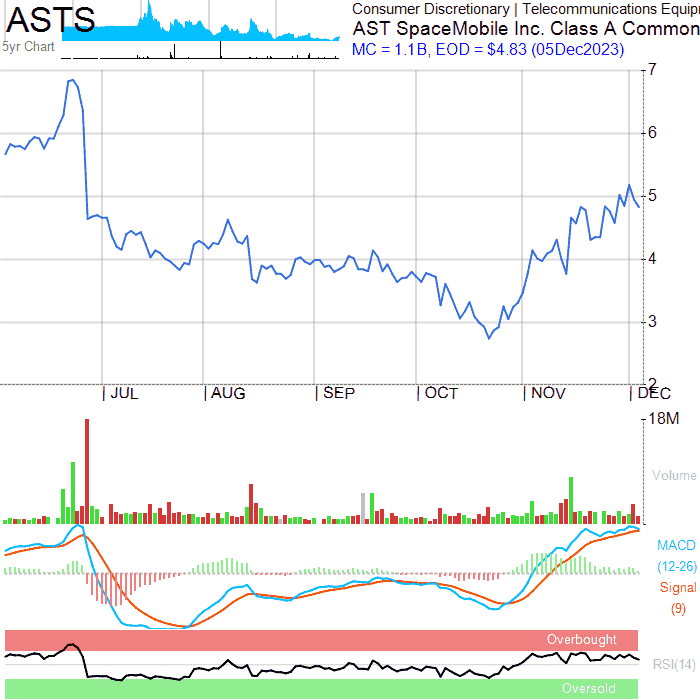 ASTS
5yr Chart
Consumer Discretionary | Telecommunications Equip
AST SpaceMobile Inc. Class A Common
MC = 1.1B, EOD = $4.83 (05Dec2023)
7
6
5
4
3
2
| JUL | AUG | SEP | OCT | NOV | DEC
18M
Volume
MACD
(12-26)
Signal
(9)
Overbought
RSI(14)
Oversold